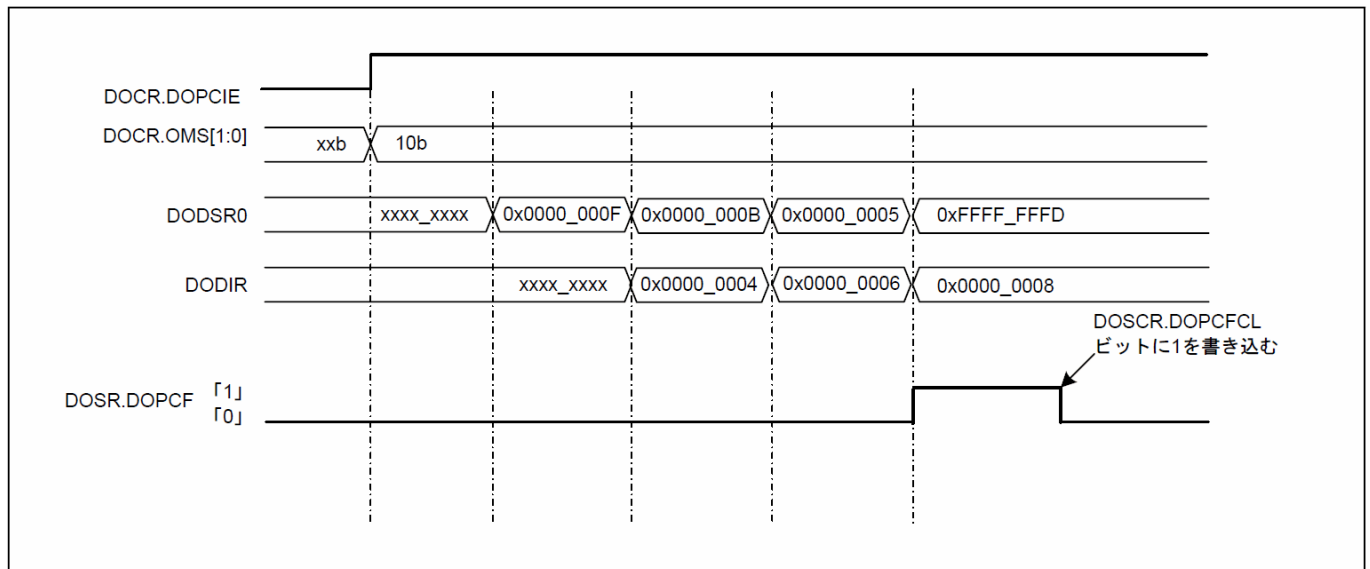 DOCR.DOPCIE
DOCR.OMS[1:0] xxb 10b
DODSR0 xxxx_xxxx 0x0000_000F 0x0000_000B 0x0000_0005 0xFFFF_FFFD
DODIR xxxx_xxxx 0x0000_0004 0x0000_0006 0x0000_0008
DOSCR.DOPCFCL
ビットに1を書き込む
DOSR.DOPCF 「1」
「0」